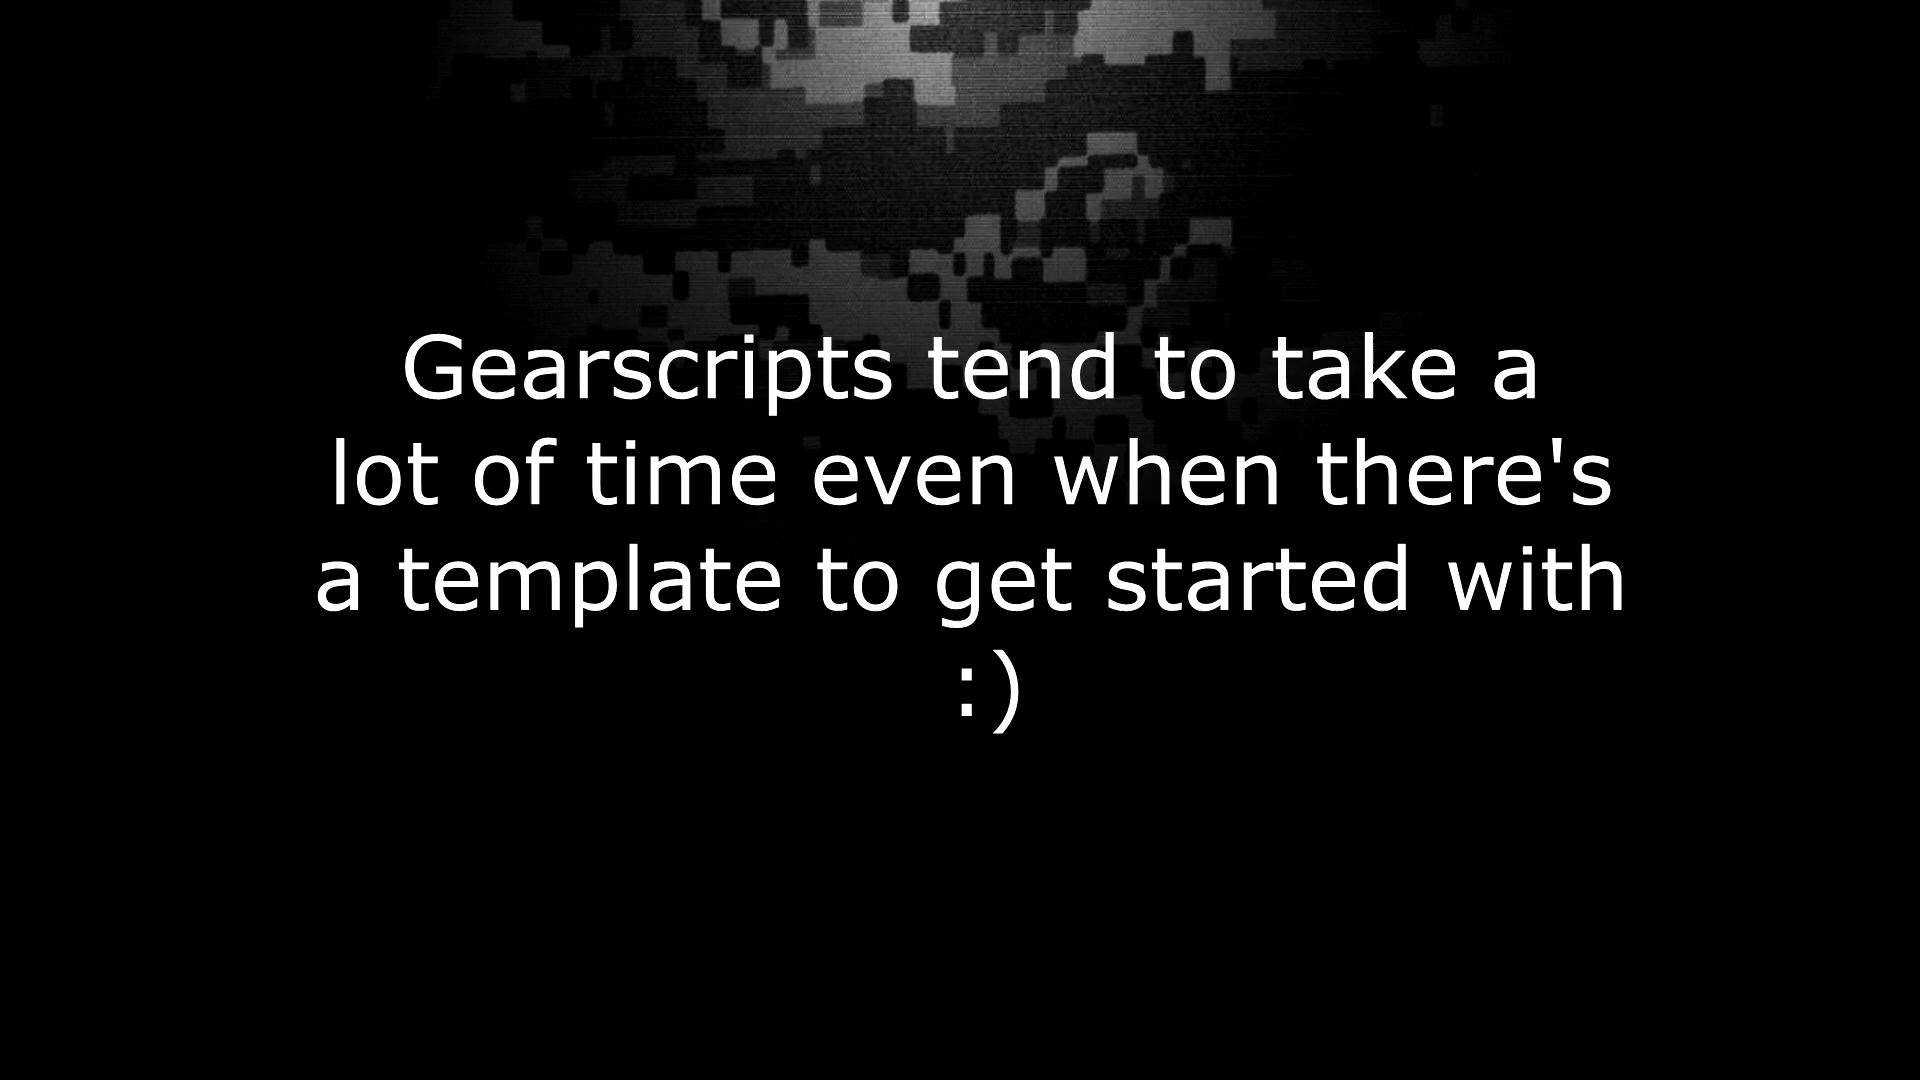 Gearscripts tend to take a
lot of time even when there's
a template to get started with
:)